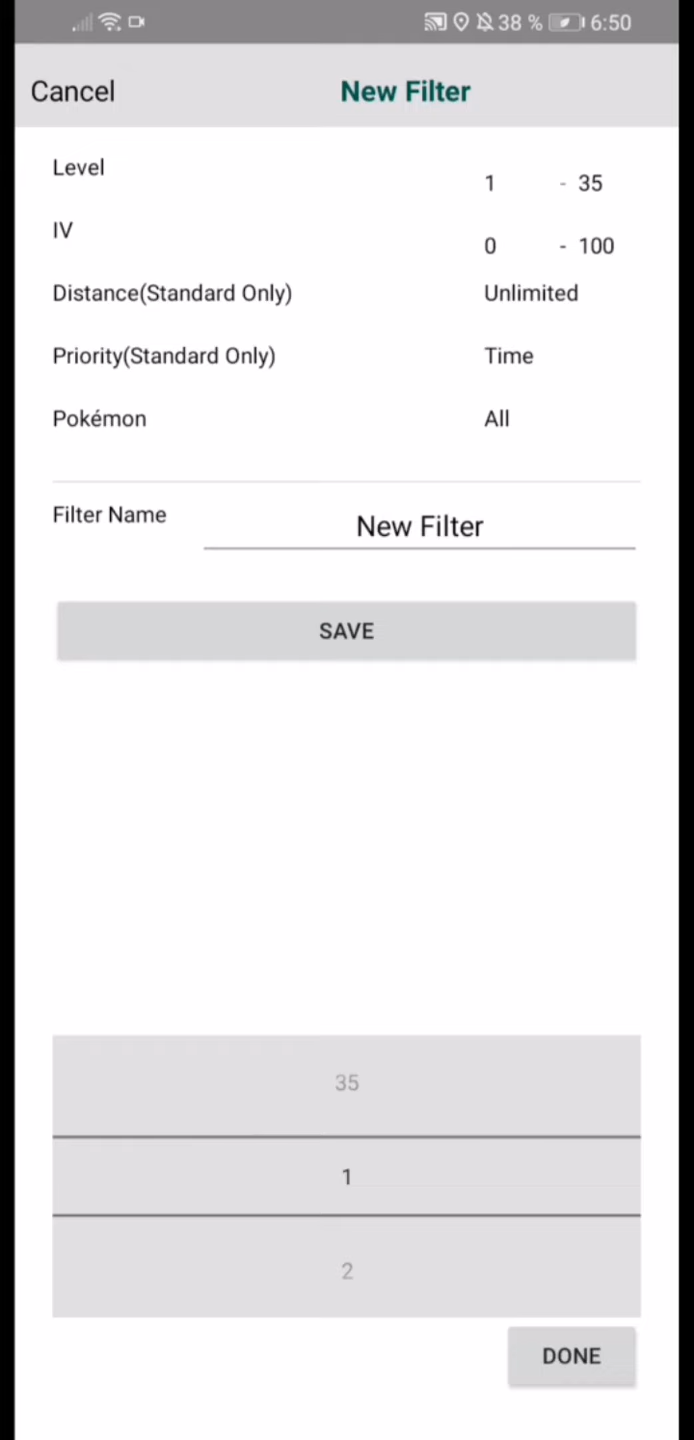 38 % 6:50
Cancel New Filter
Level 1 - 35
IV 0 - 100
Distance(Standard Only) Unlimited
Priority(Standard Only) Time
Pokémon All
Filter Name New Filter
SAVE
35
1
2
DONE